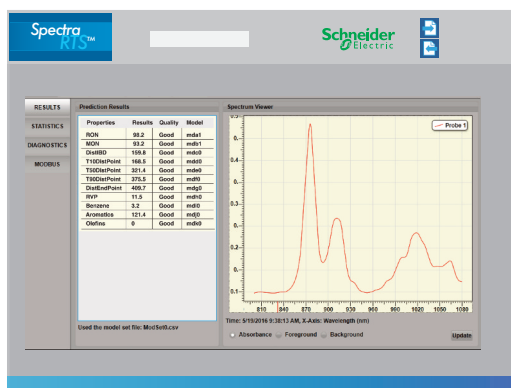 Spectra
RTS™
Schneider
Electric
RESULTS
STATISTICS
DIAGNOSTICS
MODBUS
Prediction Results
Properties Results Quality Model
RON 98.2 Good mda1
MON 93.2 Good mdb1
DistIBD 159.8 Good mdc0
T10DistPoint 168.5 Good mdd0
T50DistPoint 321.4 Good mde0
T90DistPoint 375.5 Good mdf0
DistEndPoint 409.7 Good mdg0
RVP 11.5 Good mdh0
Benzene 3.2 Good mdi0
Aromatics 121.4 Good mdj0
Olefins 0 Good mdk0
Used the model set file: ModSet0.csv
Spectrum Viewer
Probe 1
0.4
0.2
0.1
810 840 870 900 930 960 990 1020 1050 1080
Time: 5/19/2016 9:38:13 AM, X-Axis: Wavelength (nm)
Absorbance Foreground Background
Update